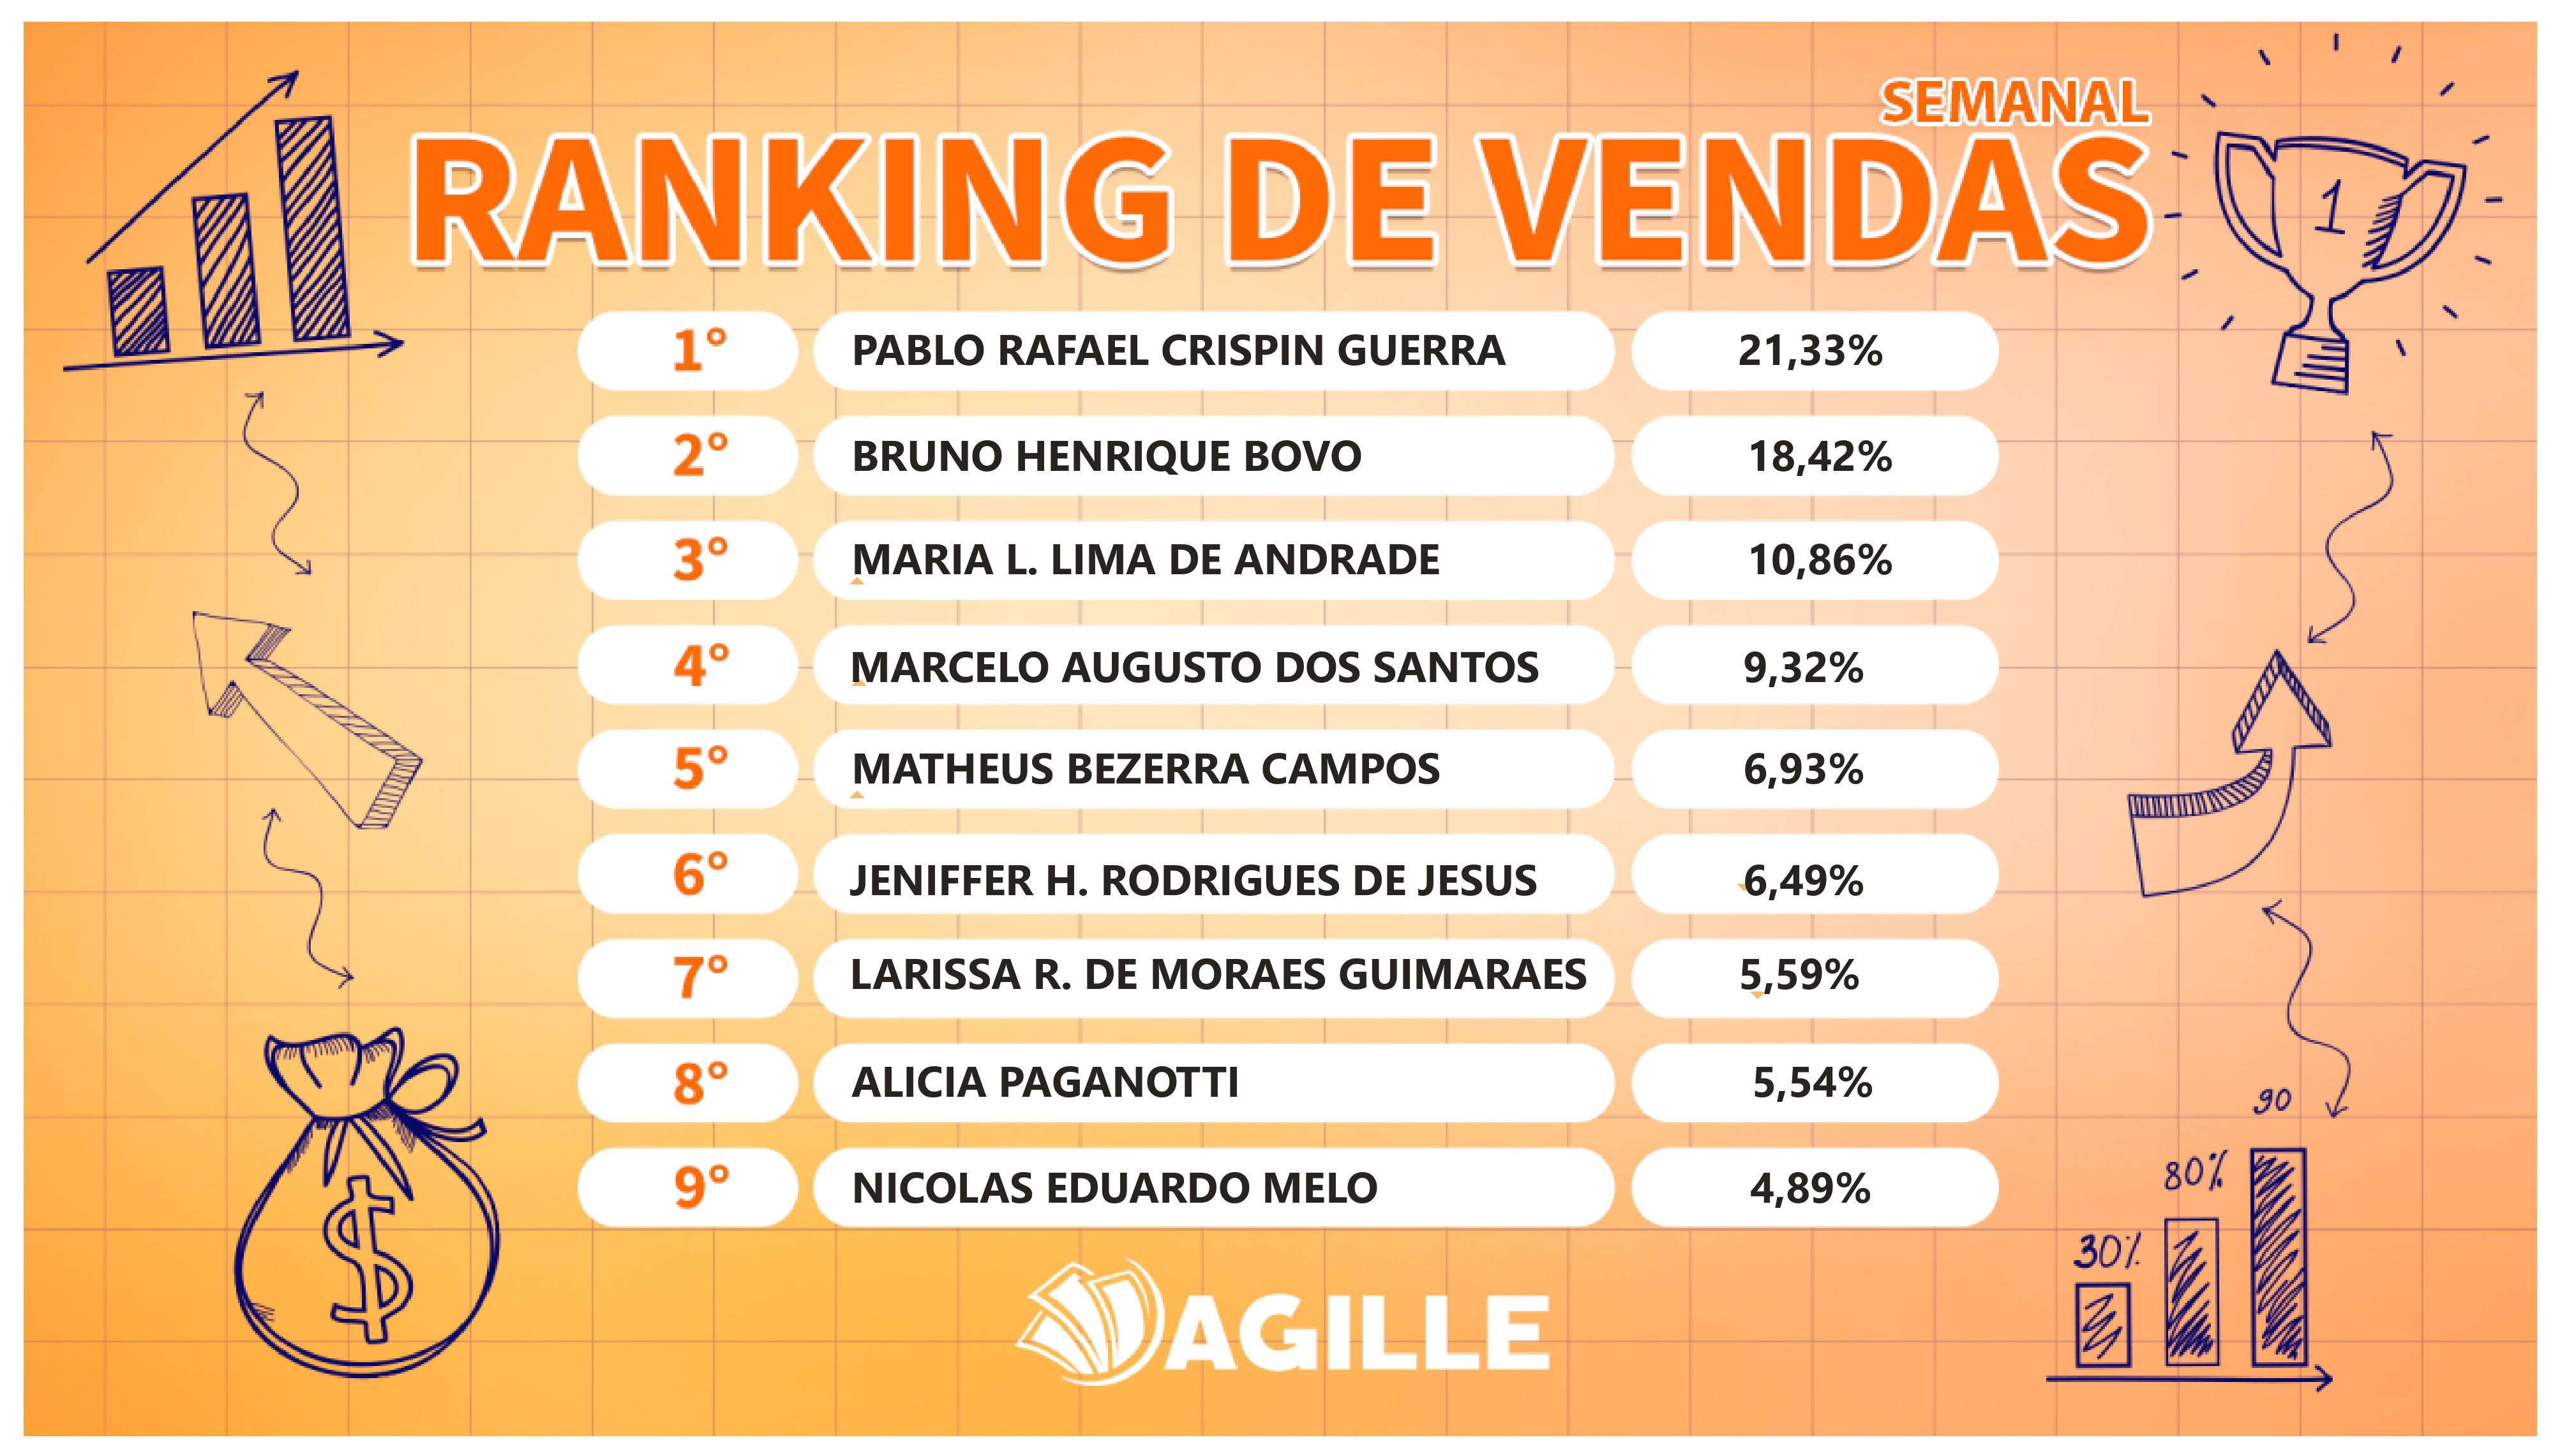 SEMANAL
RANKING DE VENDAS
1
1° PABLO RAFAEL CRISPIN GUERRA 21,33%
2° BRUNO HENRIQUE BOVO 18,42%
3° MARIA L. LIMA DE ANDRADE 10,86%
4° MARCELO AUGUSTO DOS SANTOS 9,32%
5° MATHEUS BEZERRA CAMPOS 6,93%
6° JENIFFER H. RODRIGUES DE JESUS 6,49%
7° LARISSA R. DE MORAES GUIMARAES 5,59%
8° ALICIA PAGANOTTI 5,54%
9° NICOLAS EDUARDO MELO 4,89%
$
90
80%
30%
AGILLE